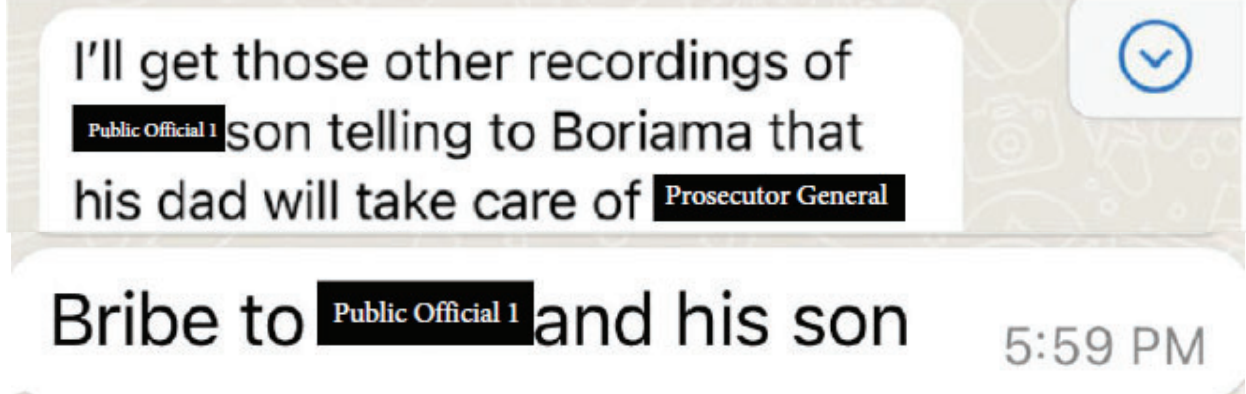 I'll get those other recordings of
Public Official 1 son telling to Boriama that
his dad will take care of Prosecutor General
Bribe to Public Official 1 and his son
5:59 PM